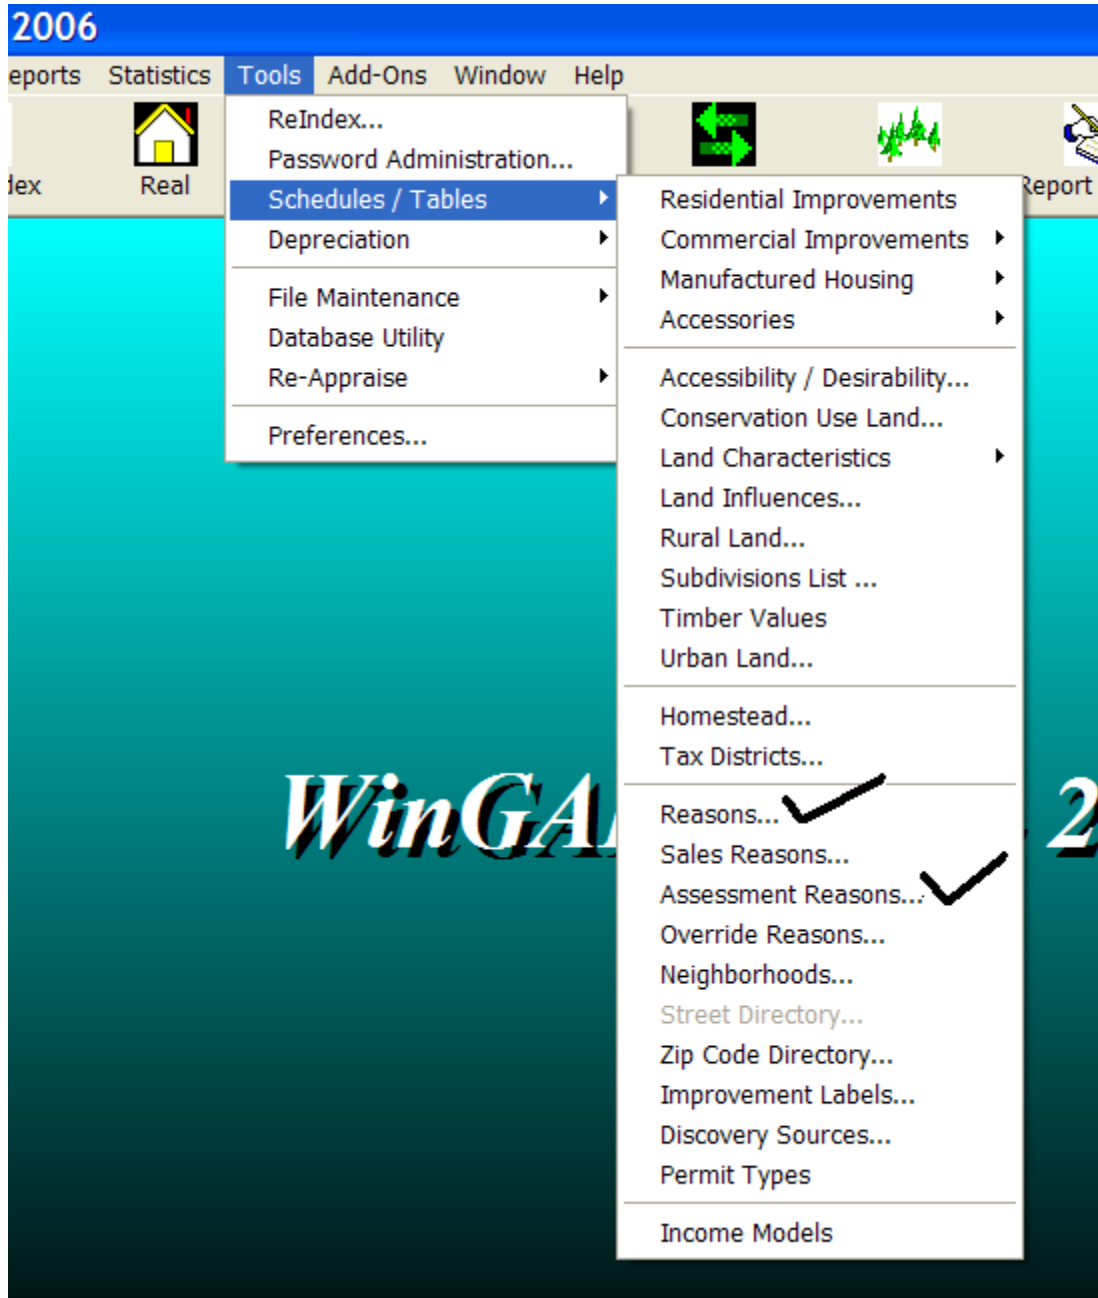 2006
eports Statistics Tools Add-Ons Window Help
dex Real Report
ReIndex...
Password Administration...
Schedules / Tables
Depreciation
File Maintenance
Database Utility
Re-Appraise
Preferences...
Residential Improvements
Commercial Improvements
Manufactured Housing
Accessories
Accessibility / Desirability...
Conservation Use Land...
Land Characteristics
Land Influences...
Rural Land...
Subdivisions List ...
Timber Values
Urban Land...
Homestead...
Tax Districts...
Reasons...
Sales Reasons...
Assessment Reasons...
Override Reasons...
Neighborhoods...
Street Directory...
Zip Code Directory...
Improvement Labels...
Discovery Sources...
Permit Types
Income Models
WinGA 2